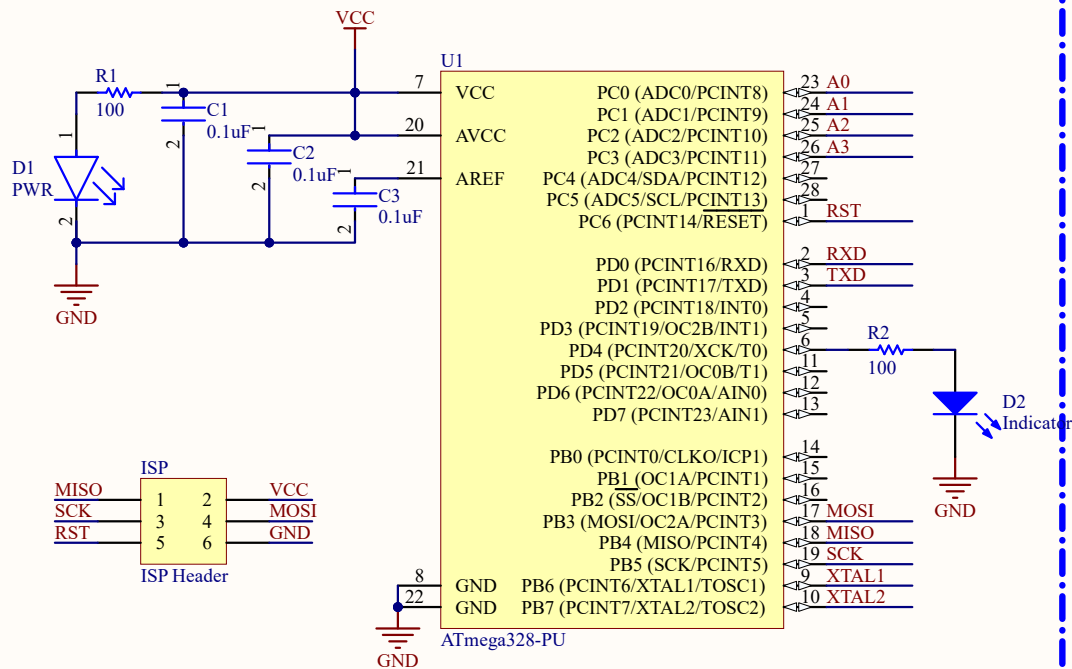 VCC
U1
R1
100
1
C1
0.1uF
2
1
C2
0.1uF
2
1
C3
0.1uF
2
1
D1
PWR
2
GND
7 VCC
20 AVCC
21 AREF
8 GND
22 GND
GND
PC0 (ADC0/PCINT8) 23 A0
PC1 (ADC1/PCINT9) 24 A1
PC2 (ADC2/PCINT10) 25 A2
PC3 (ADC3/PCINT11) 26 A3
PC4 (ADC4/SDA/PCINT12) 27
PC5 (ADC5/SCL/PCINT13) 28
PC6 (PCINT14/RESET) 1 RST
PD0 (PCINT16/RXD) 2 RXD
PD1 (PCINT17/TXD) 3 TXD
PD2 (PCINT18/INT0) 4
PD3 (PCINT19/OC2B/INT1) 5
PD4 (PCINT20/XCK/T0) 6
PD5 (PCINT21/OC0B/T1) 11
PD6 (PCINT22/OC0A/AIN0) 12
PD7 (PCINT23/AIN1) 13
PB0 (PCINT0/CLKO/ICP1) 14
PB1 (OC1A/PCINT1) 15
PB2 (SS/OC1B/PCINT2) 16
PB3 (MOSI/OC2A/PCINT3) 17 MOSI
PB4 (MISO/PCINT4) 18 MISO
PB5 (SCK/PCINT5) 19 SCK
PB6 (PCINT6/XTAL1/TOSC1) 9 XTAL1
PB7 (PCINT7/XTAL2/TOSC2) 10 XTAL2
ATmega328-PU
R2
100
D2
Indicator
GND
ISP
MISO 1 2 VCC
SCK 3 4 MOSI
RST 5 6 GND
ISP Header